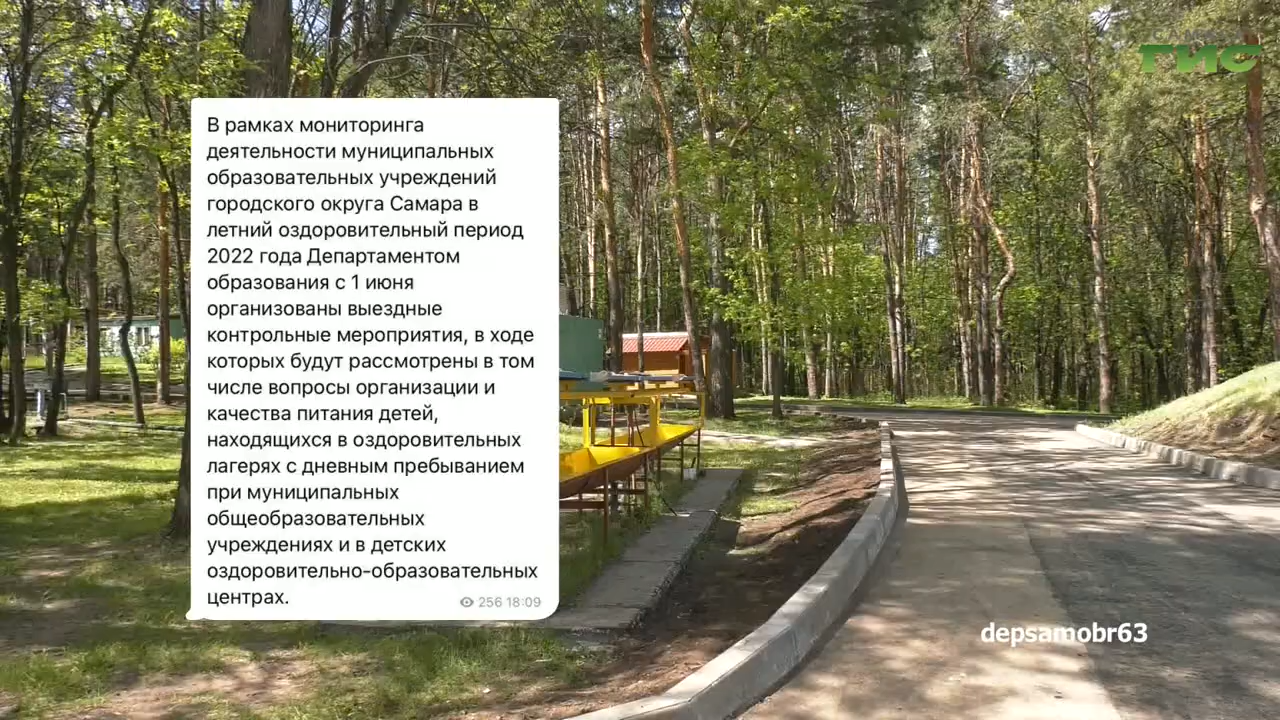 САМАРА
ГИС
В рамках мониторинга
деятельности муниципальных
образовательных учреждений
городского округа Самара в
летний оздоровительный период
2022 года Департаментом
образования с 1 июня
организованы выездные
контрольные мероприятия, в ходе
которых будут рассмотрены в том
числе вопросы организации и
качества питания детей,
находящихся в оздоровительных
лагерях с дневным пребыванием
при муниципальных
общеобразовательных
учреждениях и в детских
оздоровительно-образовательных
центрах.
256 18:09
depsamobr63